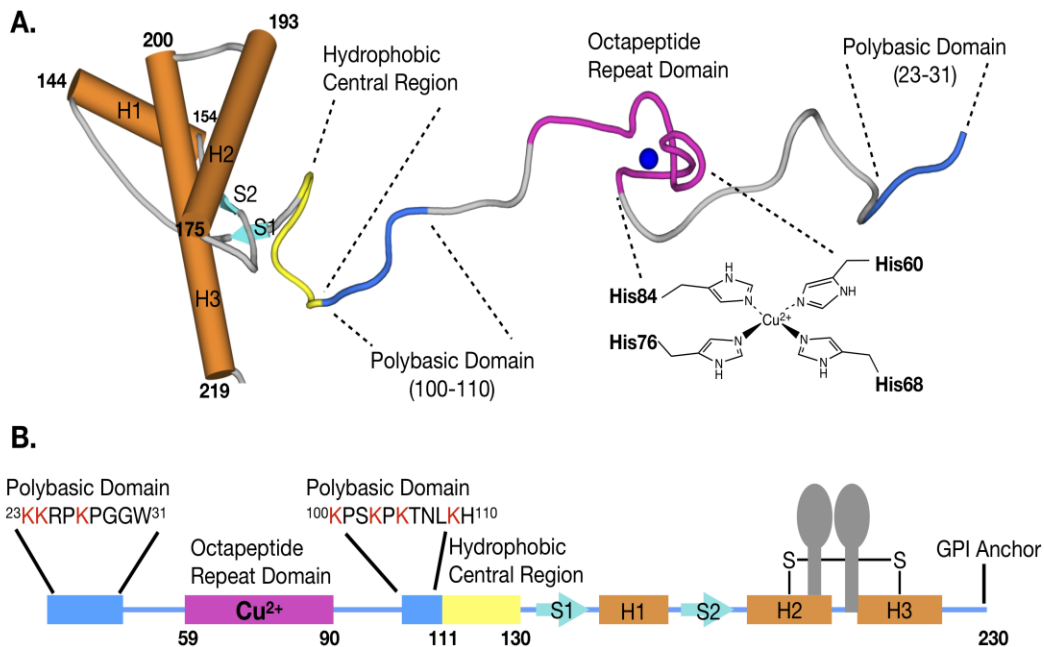 A.
193
200
Hydrophobic
Central Region
Octapeptide
Repeat Domain
Polybasic Domain
(23-31)
144
H1
154
H2
S2
175
S1
H3
219
Polybasic Domain
(100-110)
His84
His60
His76
His68
H
N
N
N
NH
Cu2+
N
N
N
H
N
H
B.
Polybasic Domain
23KKRPKPGGW31
Polybasic Domain
100KPSKPKTNLKH110
Octapeptide
Repeat Domain
Hydrophobic
Central Region
S
S
GPI Anchor
Cu2+
S1
H1
S2
H2
H3
59
90
111
130
230